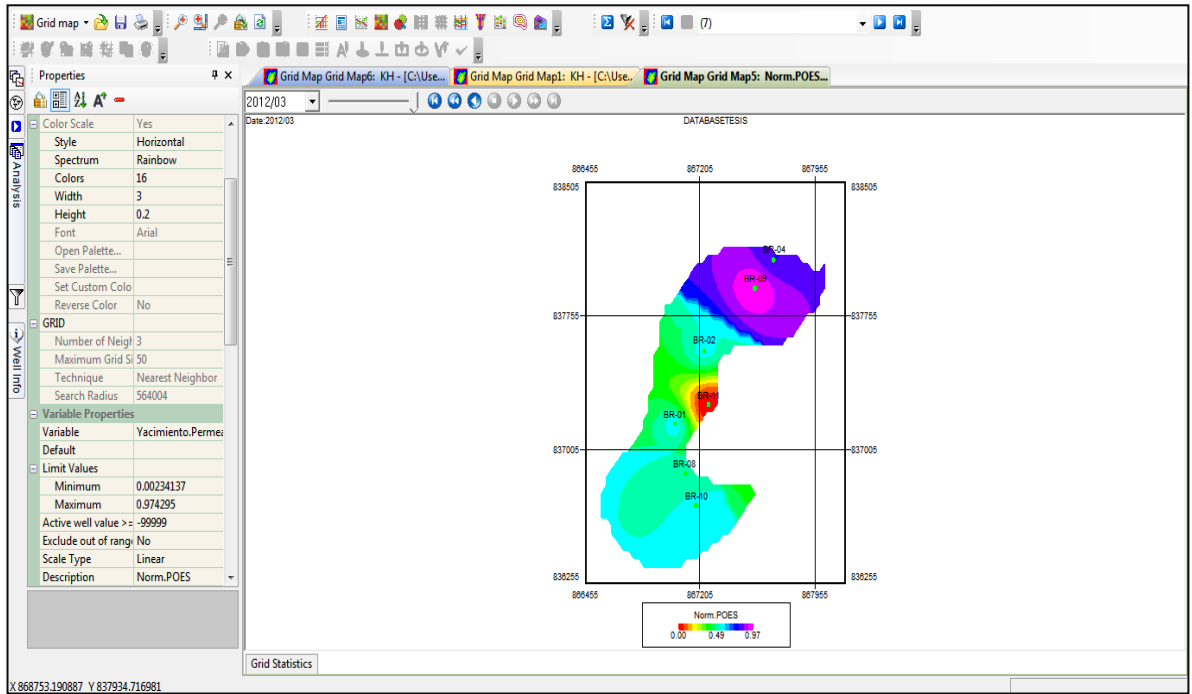 Grid map (7)
Properties
Grid Map Grid Map6: KH - [C:\Use... Grid Map Grid Map1: KH - [C:\Use.. Grid Map Grid Map5: Norm.POES...
2012/03
Date:2012/03 DATABASETESIS
Analysis
Well Info
Color Scale Yes
Style Horizontal
Spectrum Rainbow
Colors 16
Width 3
Height 0.2
Font Arial
Open Palette...
Save Palette...
Set Custom Colo
Reverse Color No
GRID
Number of Neigh 3
Maximum Grid Si 50
Technique Nearest Neighbor
Search Radius 564004
Variable Properties
Variable Yacimiento.Permea
Default
Limit Values
Minimum 0.00234137
Maximum 0.974295
Active well value >= -99999
Exclude out of rang No
Scale Type Linear
Description Norm.POES
866455 867205 867955
838505 838505
BR-04
BR-09
837755 837755
BR-02
BR-11
BR-01
837005 837005
BR-08
BR-10
836255 836255
866455 867205 867955
Norm.POES
0.00 0.49 0.97
Grid Statistics
X 868753.190887 Y 837934.716981